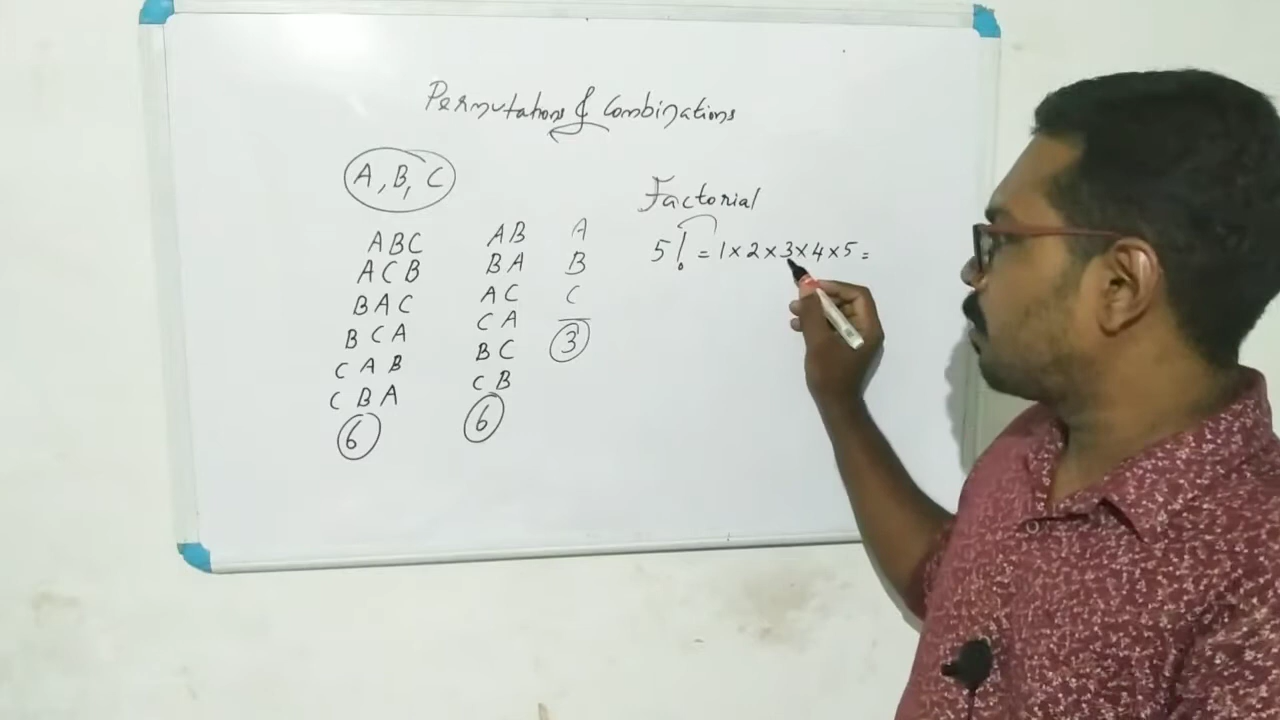 Permutations & Combinations
A, B, C
ABC
ACB
BAC
BCA
CAB
CBA
6
AB
BA
AC
CA
BC
CB
6
A
B
C
3
Factorial
5! = 1×2×3×4×5=